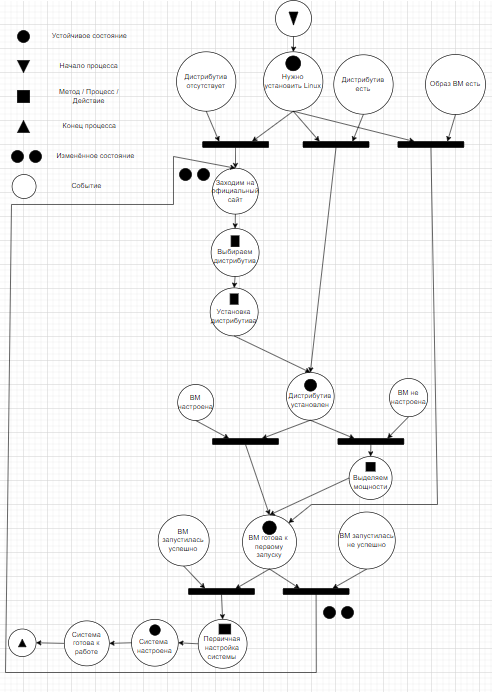 Устойчивое состояние
Начало процесса
Метод / Процесс /
Действие
Конец процесса
Изменённое состояние
Событие
Дистрибутив
отсутствует
Нужно
установить Linux
Дистрибутив
есть
Образ ВМ есть
Заходим на
официальный
сайт
Выбираем
дистрибутив
Установка
дистрибутива
Дистрибутив
установлен
ВМ
настроена
ВМ не
настроена
Выделяем
мощности
ВМ
запустилась
успешно
ВМ готова к
первому
запуску
ВМ запустилась
не успешно
Система
готова к
работе
Система
настроена
Первичная
настройка
системы